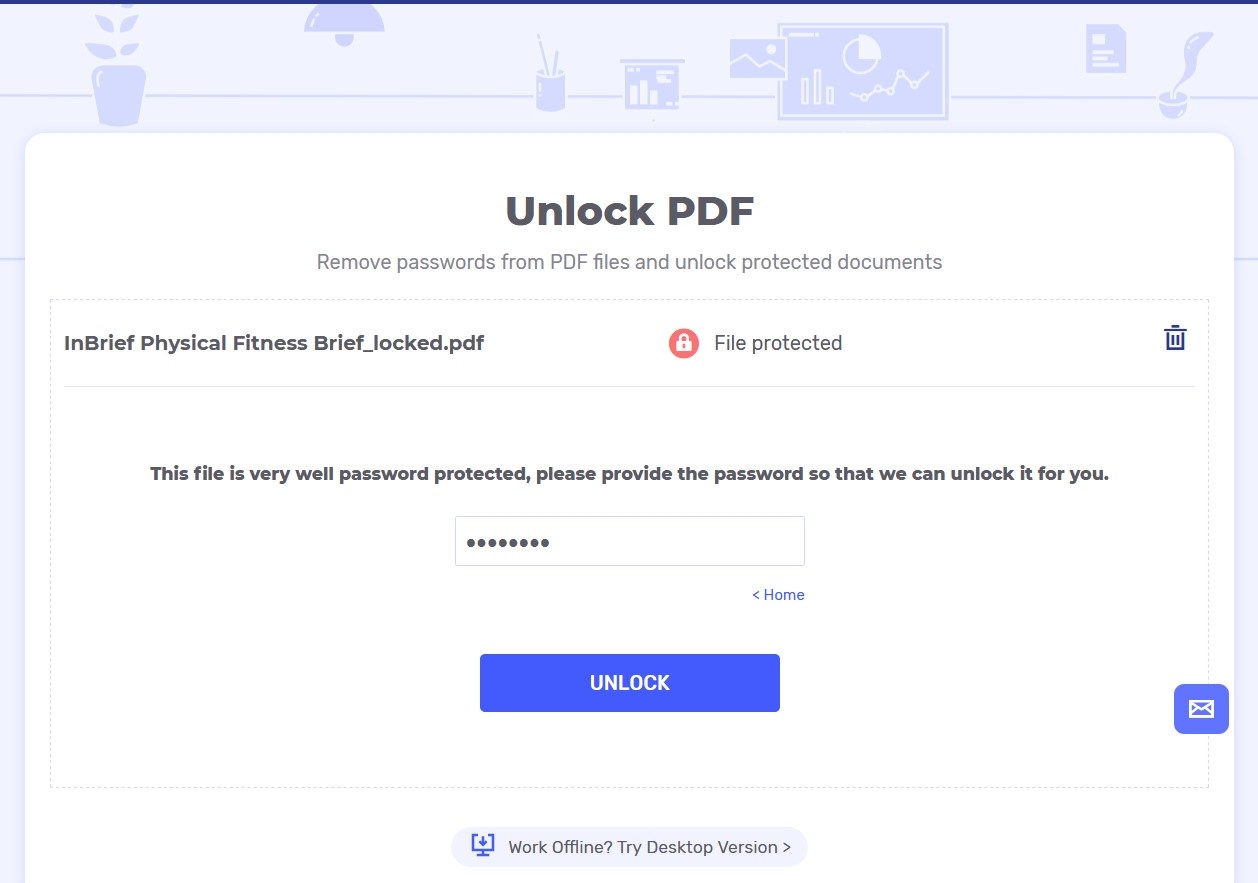 Unlock PDF
Remove passwords from PDF files and unlock protected documents
InBrief Physical Fitness Brief_locked.pdf File protected
This file is very well password protected, please provide the password so that we can unlock it for you.
••••••••
< Home
UNLOCK
Work Offline? Try Desktop Version >